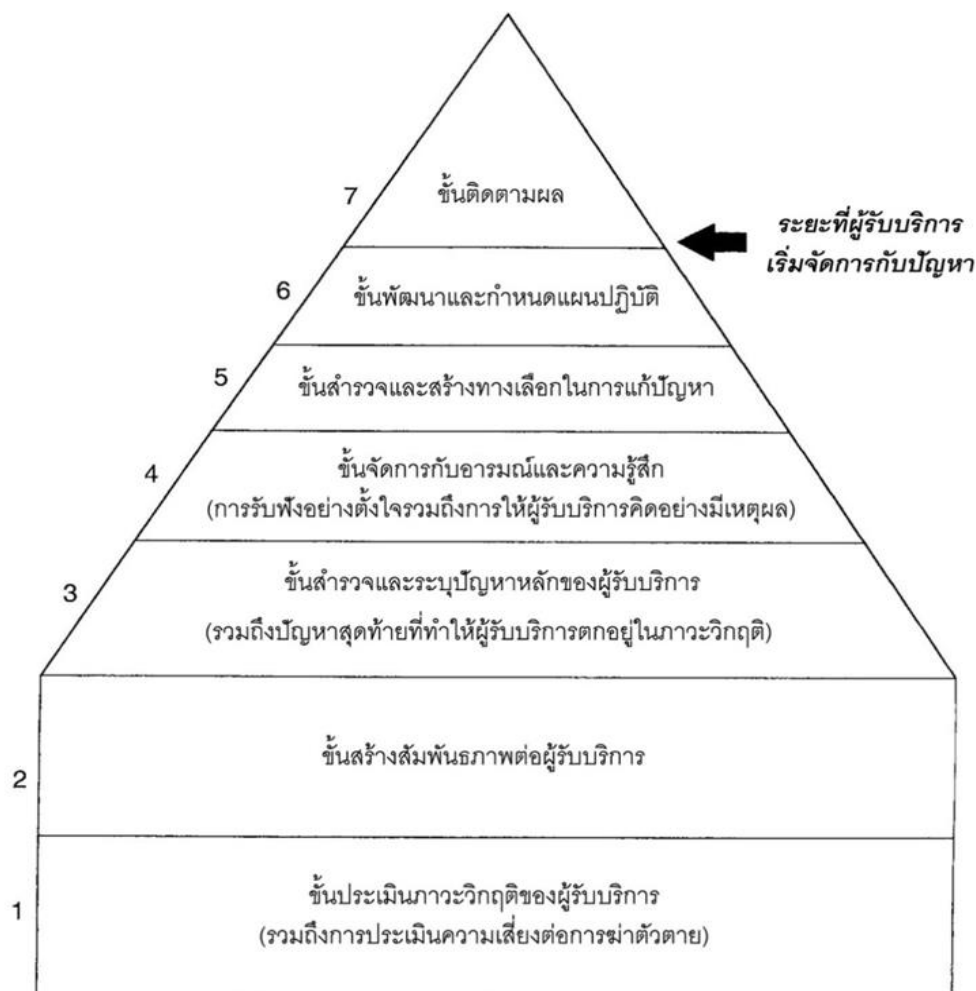 7
ขั้นติดตามผล
ระยะที่ผู้รับบริการ
เริ่มจัดการกับปัญหา
6
ขั้นพัฒนาและกำหนดแผนปฏิบัติ
5
ขั้นสำรวจและสร้างทางเลือกในการแก้ปัญหา
4
ขั้นจัดการกับอารมณ์และความรู้สึก
(การรับฟังอย่างตั้งใจรวมถึงการให้ผู้รับบริการคิดอย่างมีเหตุผล)
3
ขั้นสำรวจและระบุปัญหาหลักของผู้รับบริการ
(รวมถึงปัญหาสุดท้ายที่ทำให้ผู้รับบริการตกอยู่ในภาวะวิกฤติ)
2
ขั้นสร้างสัมพันธภาพต่อผู้รับบริการ
1
ขั้นประเมินภาวะวิกฤติของผู้รับบริการ
(รวมถึงการประเมินความเสี่ยงต่อการฆ่าตัวตาย)